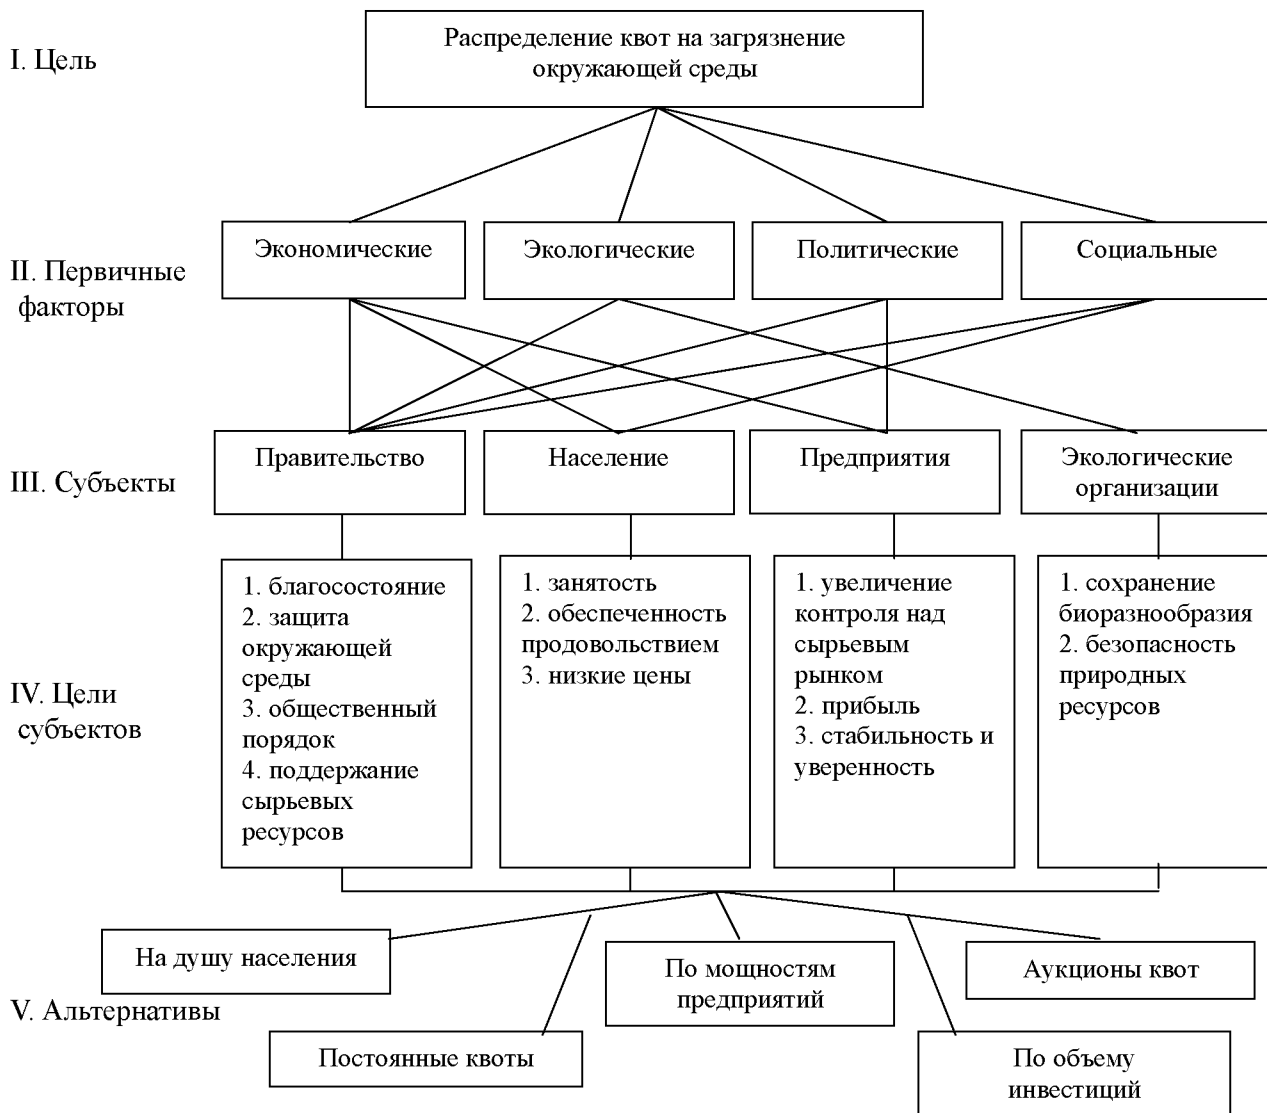 I. Цель
Распределение квот на загрязнение
окружающей среды
II. Первичные
факторы
Экономические
Экологические
Политические
Социальные
III. Субъекты
Правительство
Население
Предприятия
Экологические
организации
IV. Цели
субъектов
1. благосостояние
2. защита
окружающей
среды
3. общественный
порядок
4. поддержание
сырьевых
ресурсов
1. занятость
2. обеспеченность
продовольствием
3. низкие цены
1. увеличение
контроля над
сырьевым
рынком
2. прибыль
3. стабильность и
уверенность
1. сохранение
биоразнообразия
2. безопасность
природных
ресурсов
V. Альтернативы
На душу населения
По мощностям
предприятий
Аукционы квот
Постоянные квоты
По объему
инвестиций